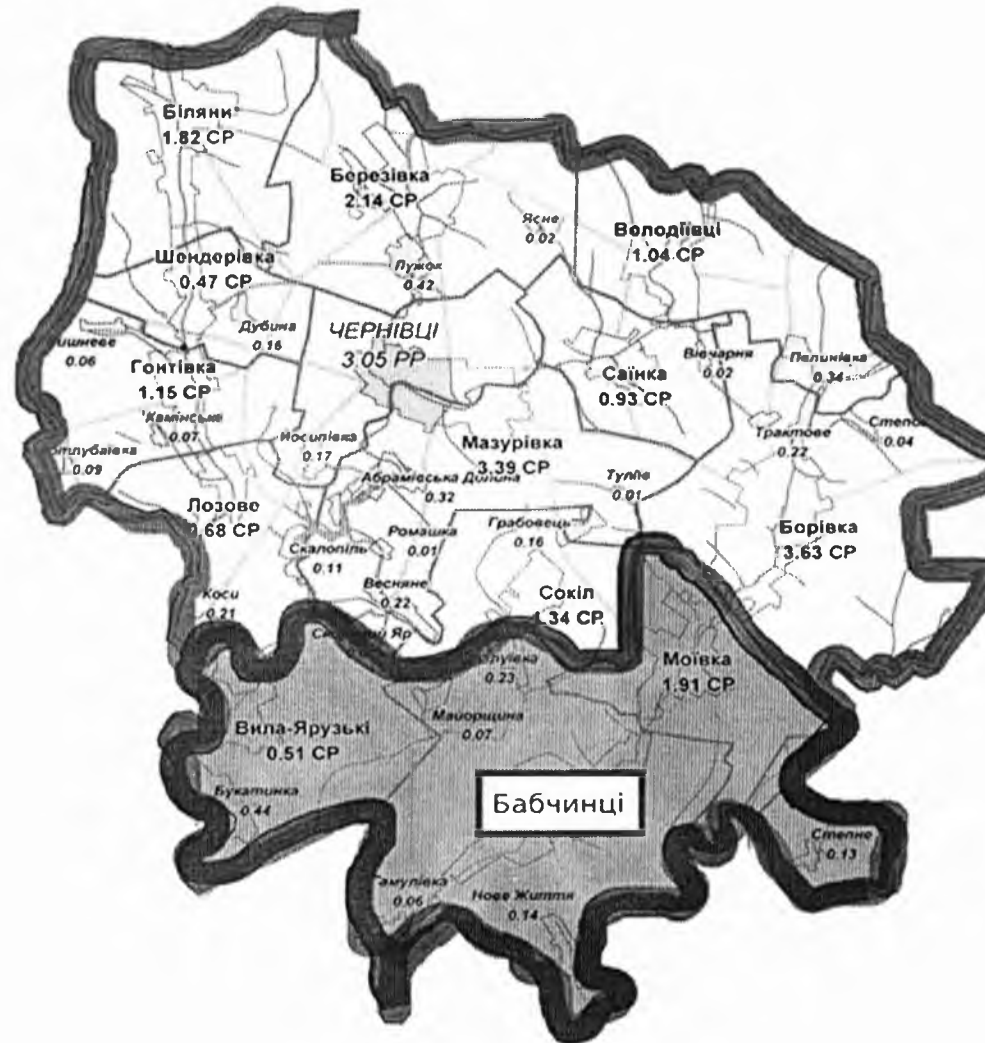 Біляни
1.82 СР
Березівка
2.14 СР
Ясне
0.02
Володіївці
1.04 СР
Шендерівка
0.47 СР
Лужок
0.42
Дубина
0.16
ЧЕРНІВЦІ
3.05 РР
0.06
Гонтівка
1.15 СР
Вівчарня
0.02
Саїнка
0.93 СР
0.34
Камінське
0.07
0.04
Йосипівка
0.17
Мазурівка
3.39 СР
Трактове
0.22
0.09
Абрамівська Долина
0.32
Туліїв
0.01
Лозове
0.68 СР
Ромашка
0.01
Грабовець
0.16
Борівка
3.63 СР
Скалопіль
0.11
Весняне
0.22
Сокіл
1.34 СР
Коси
0.21
Моївка
1.91 СР
0.23
Майорщина
0.07
Вила-Ярузькі
0.51 СР
Букатинка
0.44
Бабчинці
Степне
0.13
0.06
Нове Життя
0.14